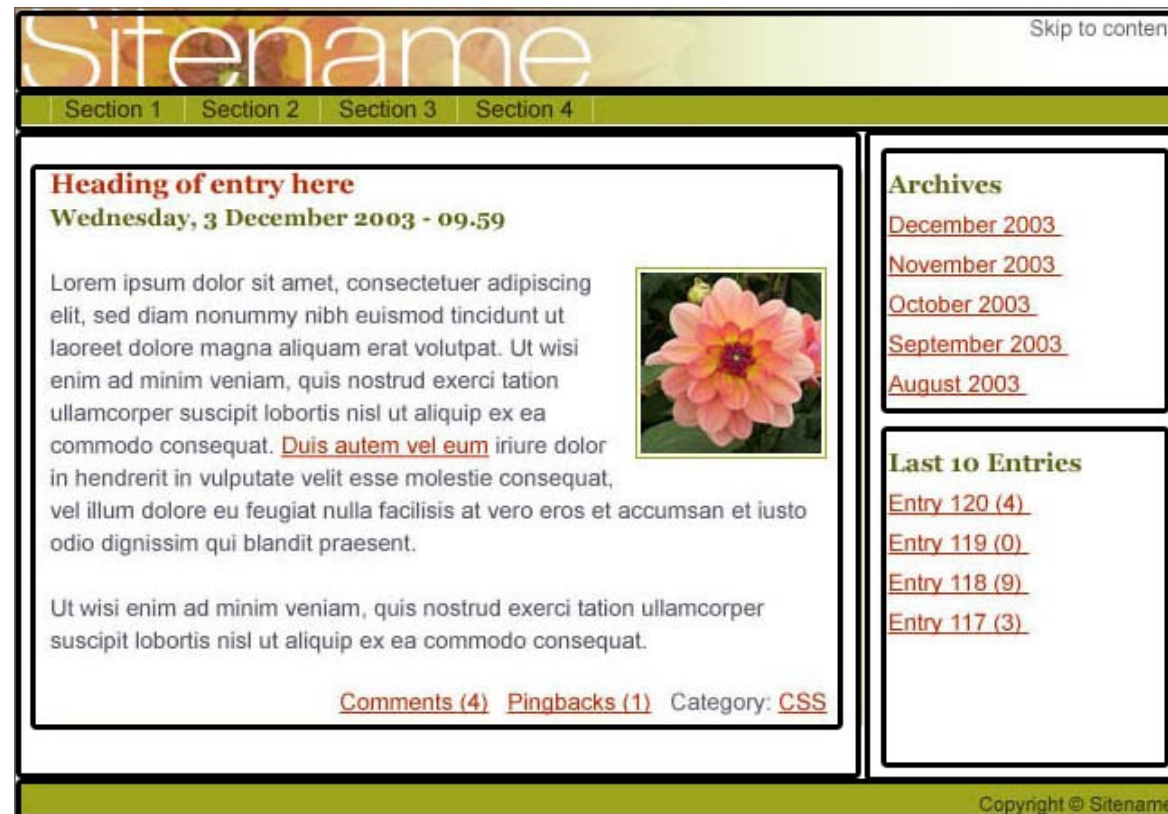 Sitename
Skip to conten
Section 1 Section 2 Section 3 Section 4
Heading of entry here
Wednesday, 3 December 2003 - 09.59
Lorem ipsum dolor sit amet, consectetuer adipiscing
elit, sed diam nonummy nibh euismod tincidunt ut
laoreet dolore magna aliquam erat volutpat. Ut wisi
enim ad minim veniam, quis nostrud exerci tation
ullamcorper suscipit lobortis nisl ut aliquip ex ea
commodo consequat. Duis autem vel eum iriure dolor
in hendrerit in vulputate velit esse molestie consequat,
vel illum dolore eu feugiat nulla facilisis at vero eros et accumsan et iusto
odio dignissim qui blandit praesent.
Ut wisi enim ad minim veniam, quis nostrud exerci tation ullamcorper
suscipit lobortis nisl ut aliquip ex ea commodo consequat.
Comments (4) Pingbacks (1) Category: CSS
Archives
December 2003
November 2003
October 2003
September 2003
August 2003
Last 10 Entries
Entry 120 (4)
Entry 119 (0)
Entry 118 (9)
Entry 117 (3)
Copyright © Sitename